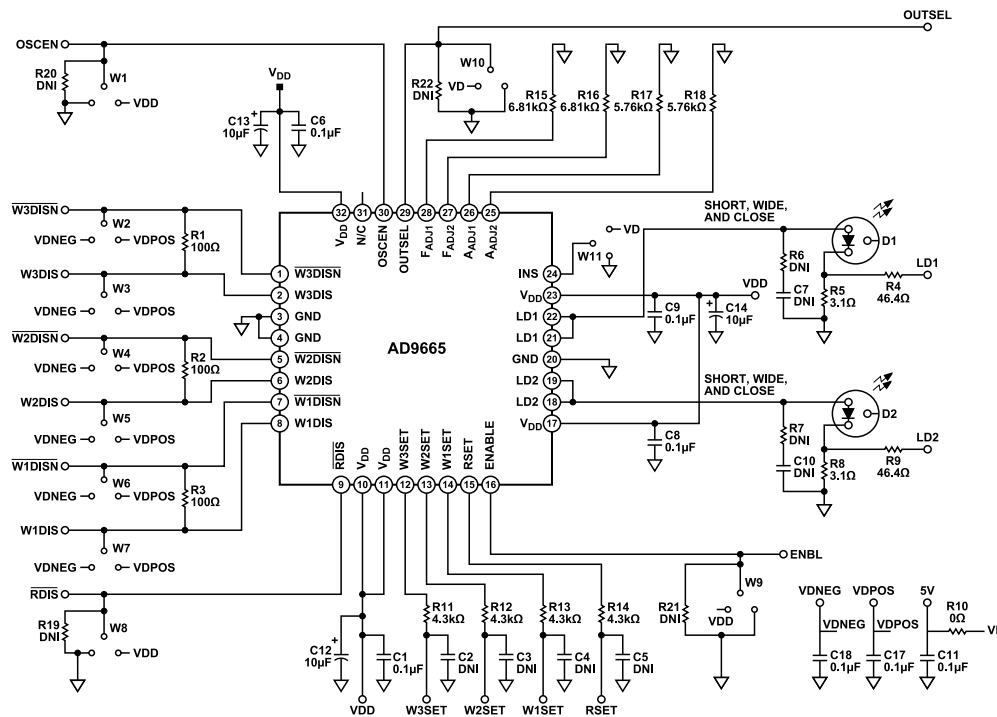 OUTSEL
OSCEN
R20
DNI
W1
VDD
VDD
C13
10µF
C6
0.1µF
R22
DNI
W10
VD
R15
6.81kΩ
R16
6.81kΩ
R17
5.76kΩ
R18
5.76kΩ
W3DISN
W2
VDNEG
VDPOS
R1
100Ω
W3DIS
W3
VDNEG
VDPOS
W2DISN
W4
VDNEG
VDPOS
R2
100Ω
W2DIS
W5
VDNEG
VDPOS
W1DISN
W6
VDNEG
VDPOS
R3
100Ω
W1DIS
W7
VDNEG
VDPOS
RDIS
R19
DNI
W8
VDD
32
31
30
29
28
27
26
25
VDD
N/C
OSCEN
OUTSEL
FADJ1
FADJ2
AADJ1
AADJ2
1 W3DISN
2 W3DIS
3 GND
4 GND
5 W2DISN
6 W2DIS
7 W1DISN
8 W1DIS
AD9665
INS 24
VDD 23
LD1 22
LD1 21
GND 20
LD2 19
LD2 18
VDD 17
RDIS
VDD
VDD
W3SET
W2SET
W1SET
RSET
ENABLE
9
10
11
12
13
14
15
16
VD
W11
C9
0.1µF
C14
10µF
VDD
C8
0.1µF
SHORT, WIDE,
AND CLOSE
D1
R6
DNI
C7
DNI
R5
3.1Ω
R4
46.4Ω
LD1
SHORT, WIDE,
AND CLOSE
D2
R7
DNI
C10
DNI
R8
3.1Ω
R9
46.4Ω
LD2
ENBL
R21
DNI
W9
VDD
R11
4.3kΩ
R12
4.3kΩ
R13
4.3kΩ
R14
4.3kΩ
C12
10µF
C1
0.1µF
C2
DNI
C3
DNI
C4
DNI
C5
DNI
VDD
W3SET
W2SET
W1SET
RSET
VDNEG
VDNEG
C18
0.1µF
VDPOS
VDPOS
C17
0.1µF
5V
R10
0Ω
C11
0.1µF